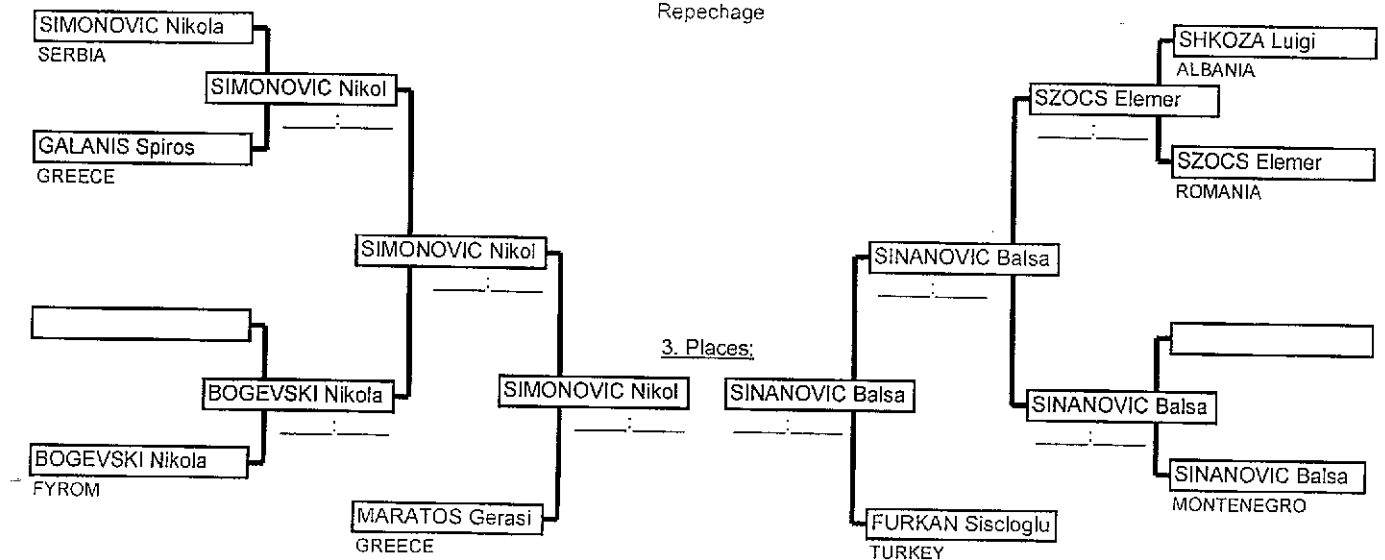 Repechage
SIMONOVIC Nikola
SERBIA
SIMONOVIC Nikol
:
GALANIS Spiros
GREECE
SIMONOVIC Nikol
:
BOGEVSKI Nikola
:
BOGEVSKI Nikola
FYROM
SIMONOVIC Nikol
:
MARATOS Gerasi
GREECE
3. Places:
SHKOZA Luigi
ALBANIA
SZOCS Elemer
:
SZOCS Elemer
ROMANIA
SINANOVIC Balsa
:
SINANOVIC Balsa
:
SINANOVIC Balsa
:
SINANOVIC Balsa
MONTENEGRO
FURKAN Siscloglu
TURKEY